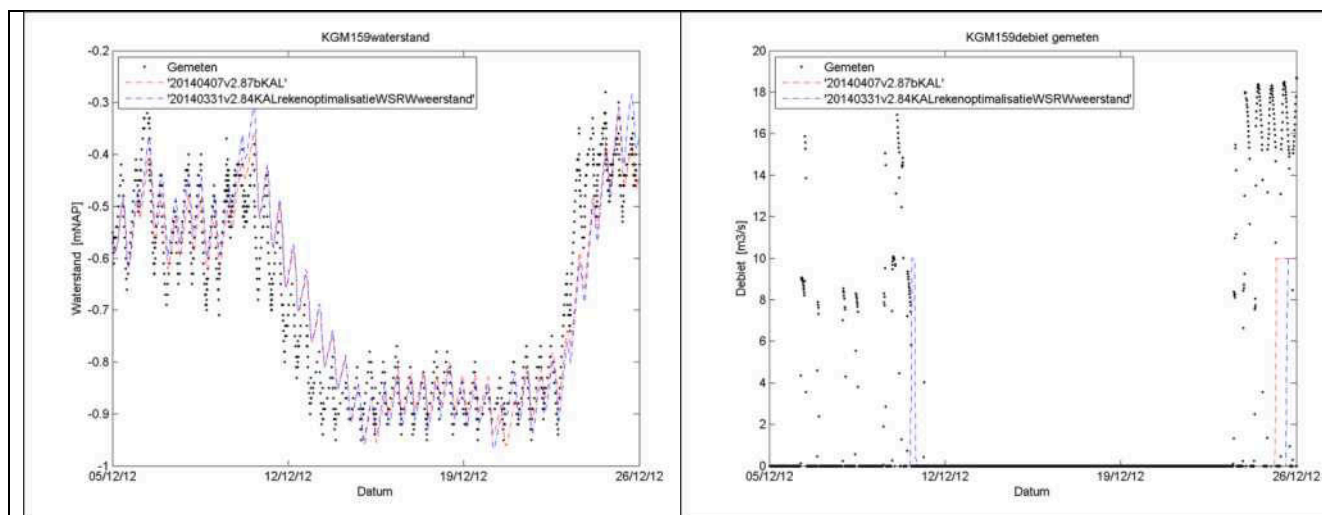 KGM159waterstand
-0.2
-0.3
-0.4
-0.5
-0.6
-0.7
-0.8
-0.9
-1
Waterstand [mNAP]
Gemeten
'20140407v2.87bKAL'
'20140331v2.84KALrekenoptimalisatieWSRWweerstand'
05/12/12
12/12/12
19/12/12
26/12/12
Datum
KGM159debiet gemeten
20
18
16
14
12
10
8
6
4
2
0
Debiet [m3/s]
Gemeten
'20140407v2.87bKAL'
'20140331v2.84KALrekenoptimalisatieWSRWweerstand'
05/12/12
12/12/12
19/12/12
26/12/12
Datum